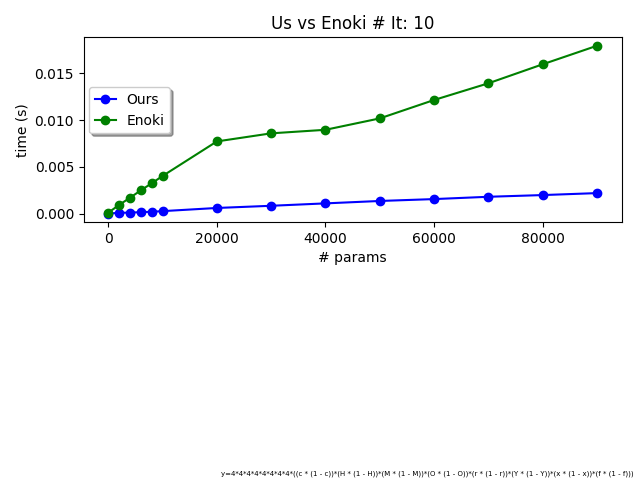 Us vs Enoki # It: 10
time (s)
0.015
0.010
0.005
0.000
Ours
Enoki
0 20000 40000 60000 80000
# params
y=4*4*4*4*4*4*4*4*((c * (1 - c))*(H * (1 - H))*(M * (1 - M))*(O * (1 - O))*(r * (1 - r))*(Y * (1 - Y))*(x * (1 - x))*(f * (1 - f)))